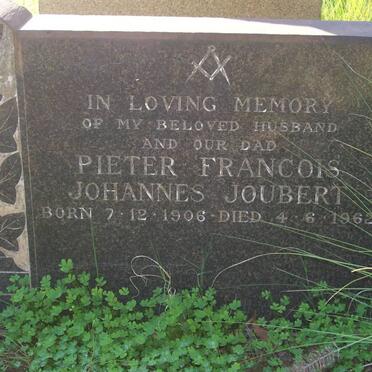 IN LOVING MEMORY
OF MY BELOVED HUSBAND
AND OUR DAD
PIETER FRANCOIS
JOHANNES JOUBERT
BORN 7·12·1906·DIED 4·6·1962